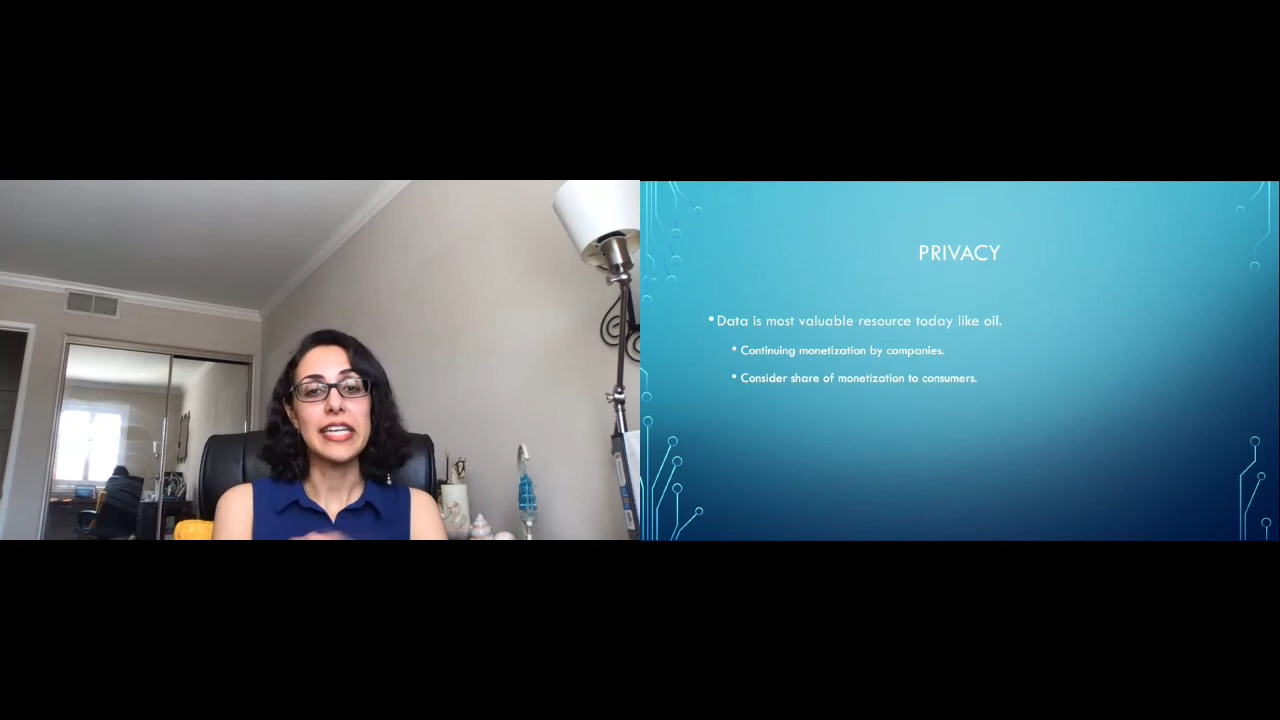 PRIVACY
•Data is most valuable resource today like oil.
• Continuing monetization by companies.
• Consider share of monetization to consumers.